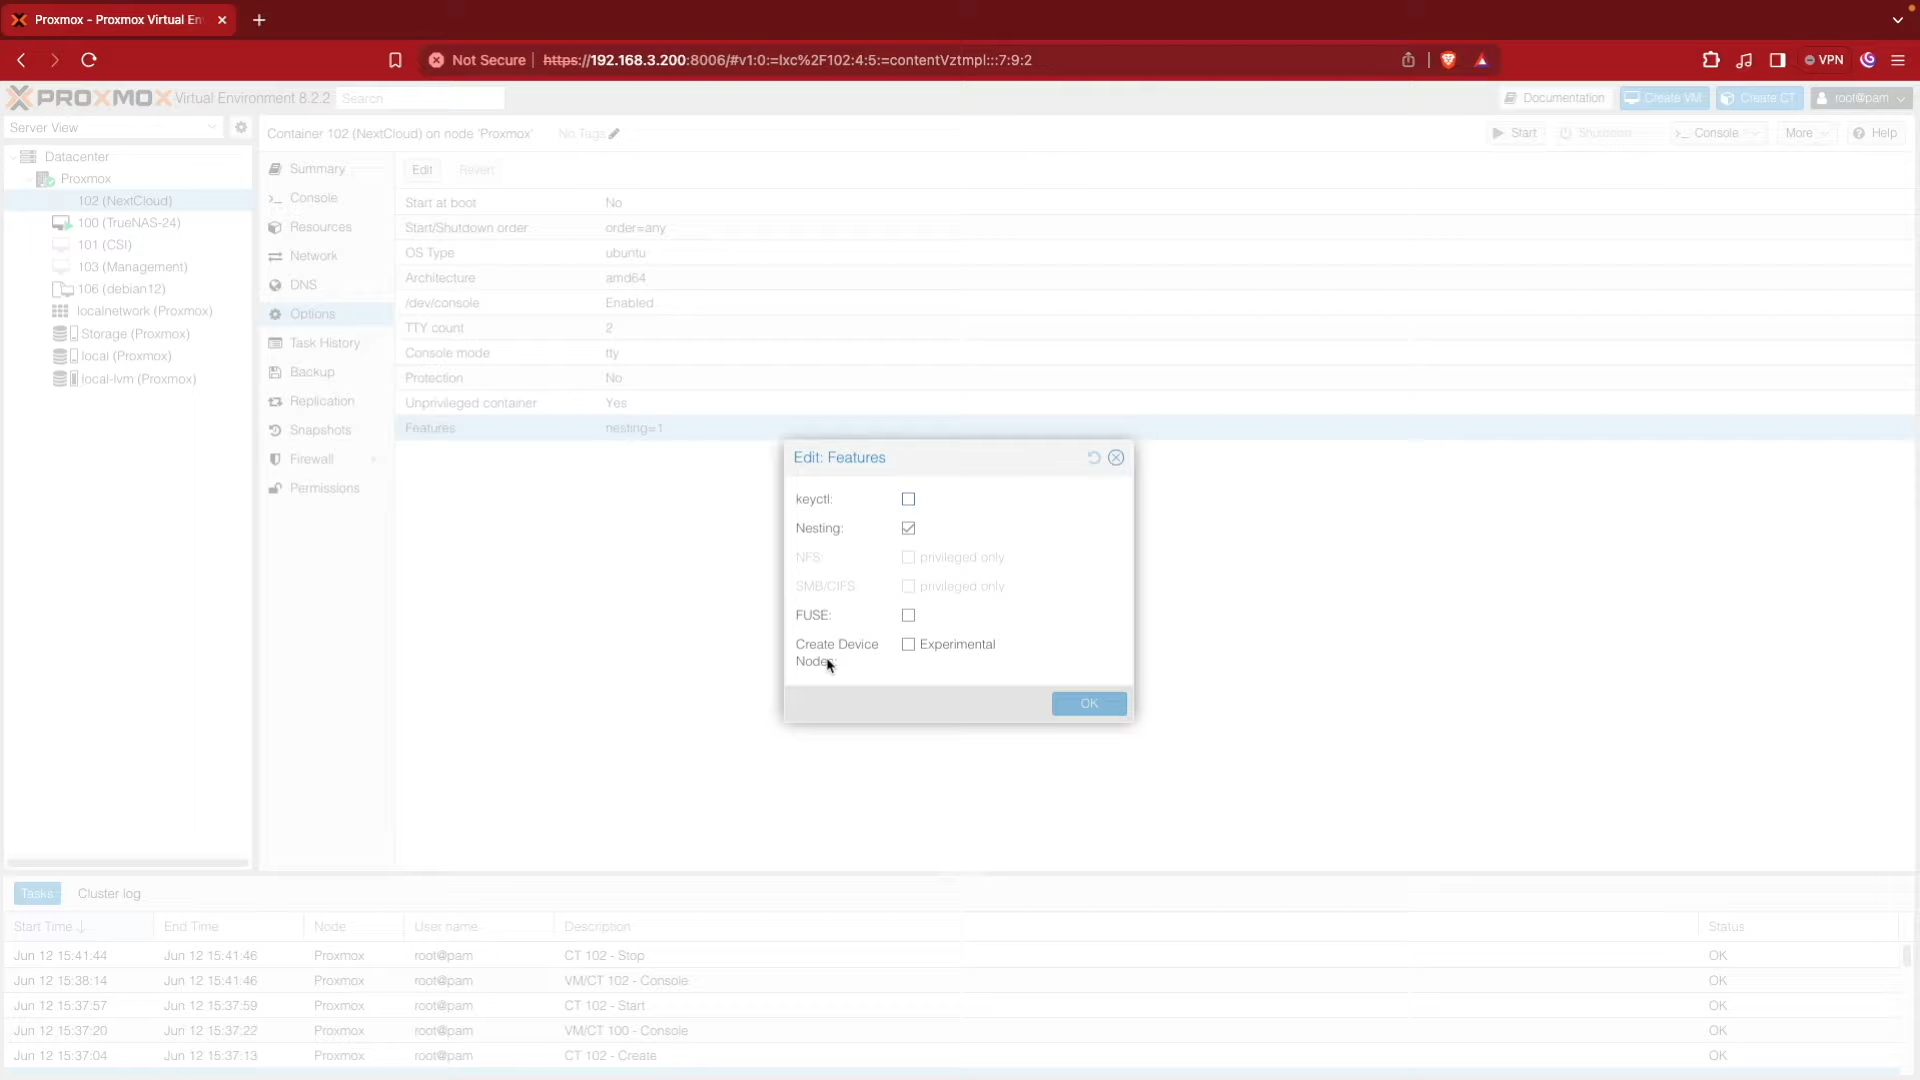 Proxmox - Proxmox Virtual En
Not Secure https://192.168.3.200:8006/#v1:0:=lxc%2F102:4:5:=contentVztmpl:::7:9:2
VPN
PROXMOX Virtual Environment 8.2.2 Search
Documentation Create VM Create CT root@pam
Server View
Container 102 (NextCloud) on node 'Proxmox' No Tags
Start Shutdown Console More Help
Datacenter
Proxmox
102 (NextCloud)
100 (TrueNAS-24)
101 (CSI)
103 (Management)
106 (debian12)
localnetwork (Proxmox)
Storage (Proxmox)
local (Proxmox)
local-lvm (Proxmox)
Summary
Console
Resources
Network
DNS
Options
Task History
Backup
Replication
Snapshots
Firewall
Permissions
Edit Revert
Start at boot No
Start/Shutdown order order=any
OS Type ubuntu
Architecture amd64
/dev/console Enabled
TTY count 2
Console mode tty
Protection No
Unprivileged container Yes
Features nesting=1
Edit: Features
keyctl:
Nesting:
NFS: privileged only
SMB/CIFS: privileged only
FUSE:
Create Device Experimental
Nodes:
OK
Tasks Cluster log
Start Time End Time Node User name Description Status
Jun 12 15:41:44 Jun 12 15:41:46 Proxmox root@pam CT 102 - Stop OK
Jun 12 15:38:14 Jun 12 15:41:46 Proxmox root@pam VM/CT 102 - Console OK
Jun 12 15:37:57 Jun 12 15:37:59 Proxmox root@pam CT 102 - Start OK
Jun 12 15:37:20 Jun 12 15:37:22 Proxmox root@pam VM/CT 100 - Console OK
Jun 12 15:37:04 Jun 12 15:37:13 Proxmox root@pam CT 102 - Create OK